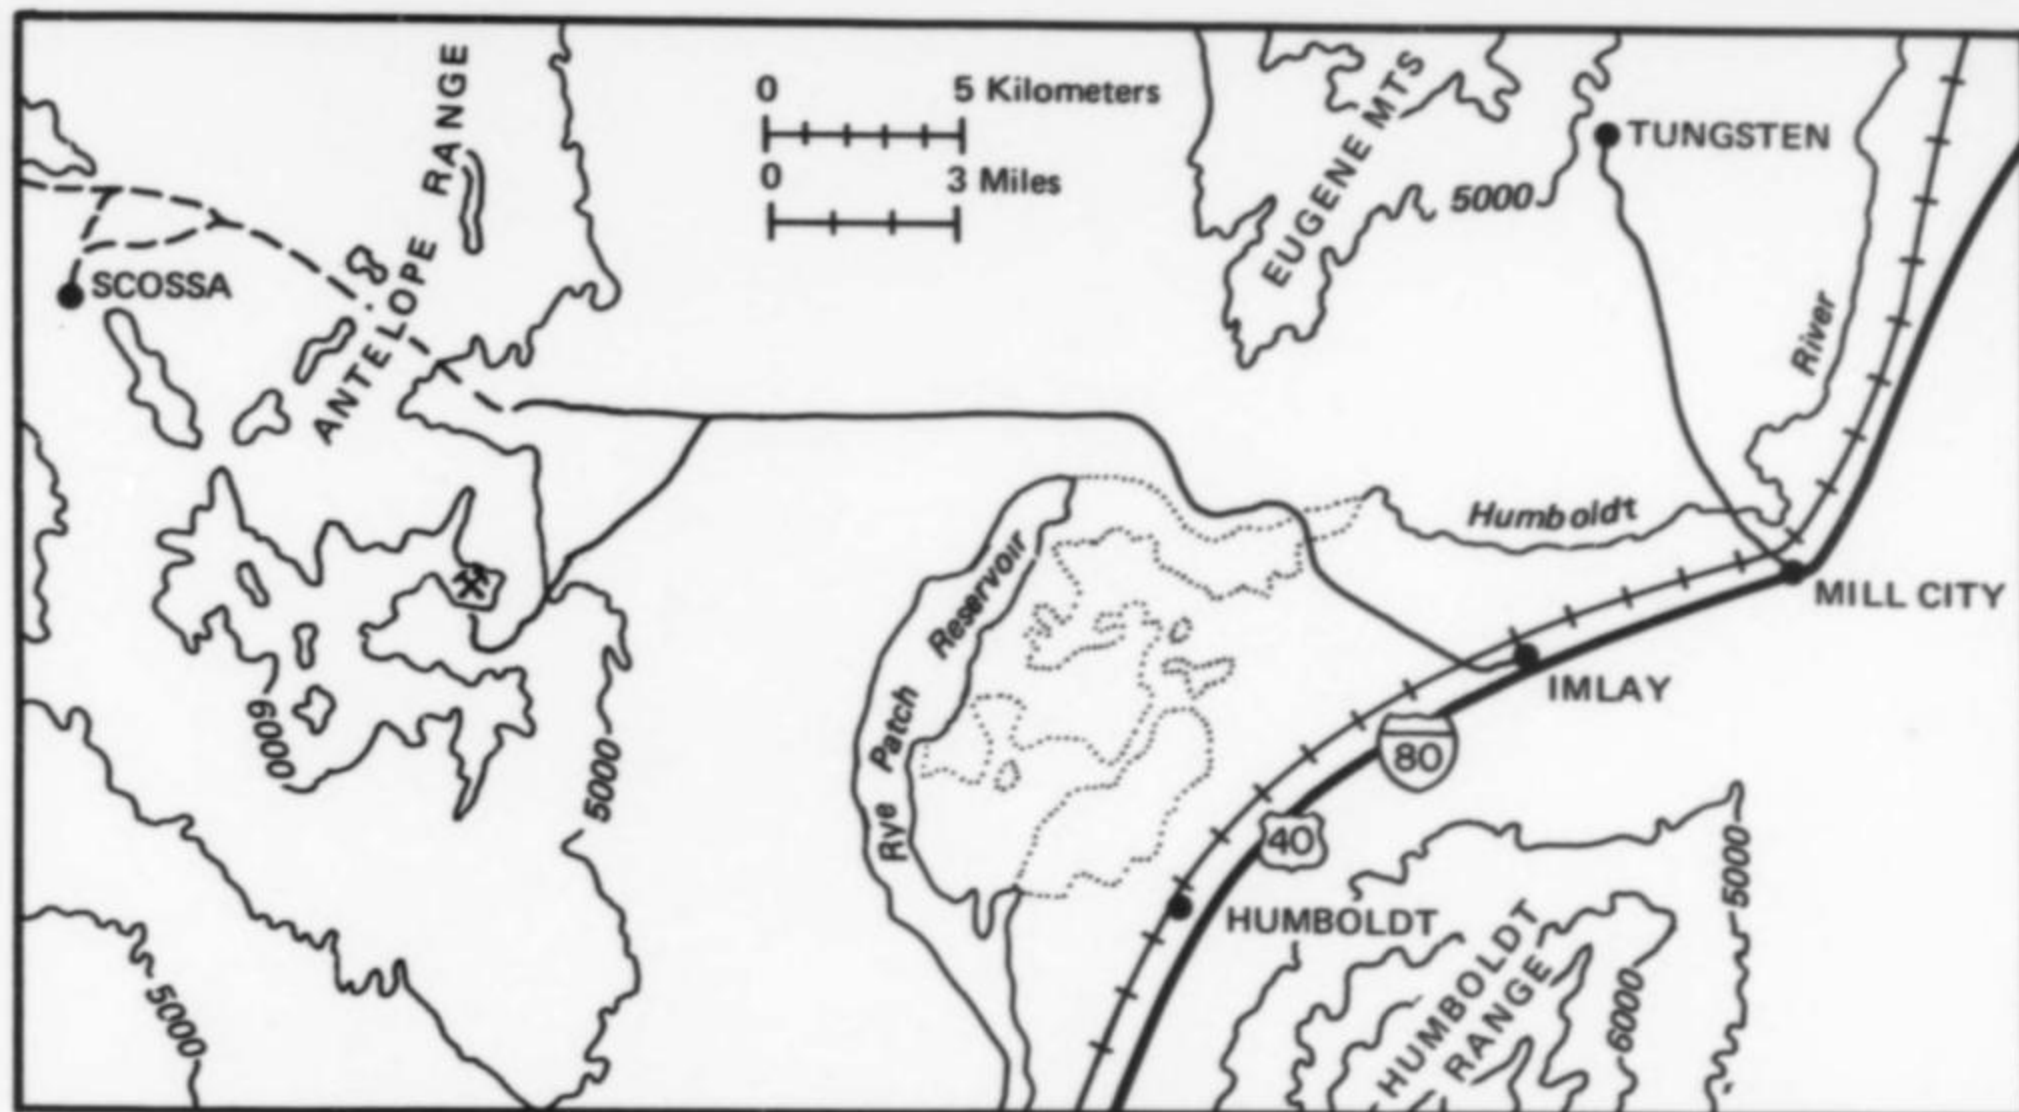 ANTELOPE RANGE
0 5 Kilometers
0 3 Miles
EUGENE MTS
TUNGSTEN
5000
SCOSSA
River
Humboldt
Rye Patch Reservoir
MILL CITY
IMLAY
6000
5000
80
40
5000
HUMBOLDT
HUMBOLDT
RANGE
6000
5000